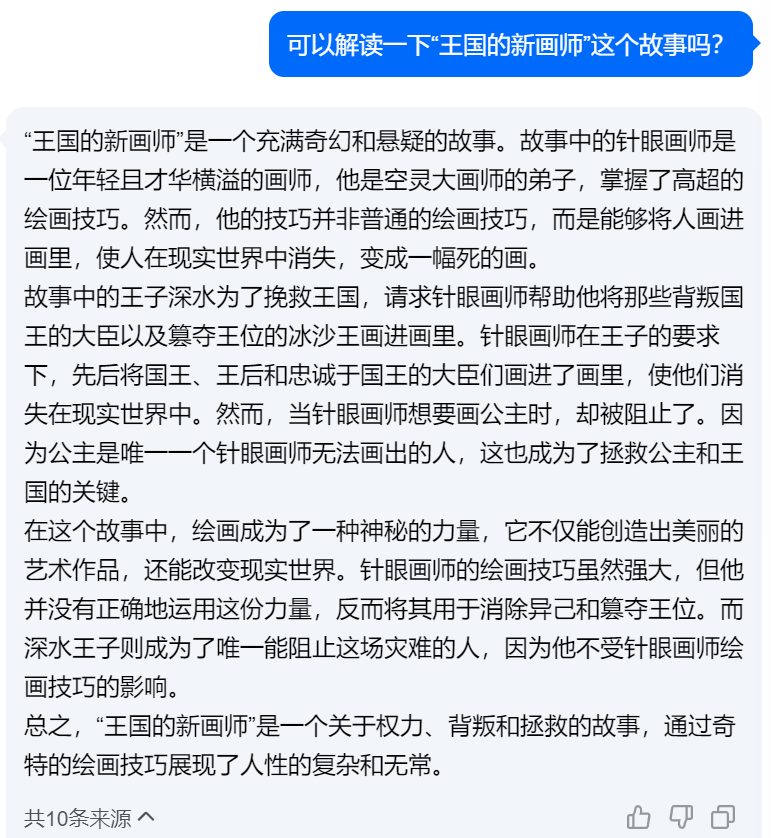 可以解读一下“王国的新画师”这个故事吗？
“王国的新画师”是一个充满奇幻和悬疑的故事。故事中的针眼画师是
一位年轻且才华横溢的画师，他是空灵大画师的弟子，掌握了高超的
绘画技巧。然而，他的技巧并非普通的绘画技巧，而是能够将人画进
画里，使人在现实世界中消失，变成一幅死的画。
故事中的王子深水为了挽救王国，请求针眼画师帮助他将那些背叛国
王的大臣以及篡夺王位的冰沙王画进画里。针眼画师在王子的要求
下，先后将国王、王后和忠诚于国王的大臣们画进了画里，使他们消
失在现实世界中。然而，当针眼画师想要画公主时，却被阻止了。因
为公主是唯一一个针眼画师无法画出的人，这也成为了拯救公主和王
国的关键。
在这个故事中，绘画成为了一种神秘的力量，它不仅能创造出美丽的
艺术作品，还能改变现实世界。针眼画师的绘画技巧虽然强大，但他
并没有正确地运用这份力量，反而将其用于消除异己和篡夺王位。而
深水王子则成为了唯一能阻止这场灾难的人，因为他不受针眼画师绘
画技巧的影响。
总之，“王国的新画师”是一个关于权力、背叛和拯救的故事，通过奇
特的绘画技巧展现了人性的复杂和无常。
共10条来源